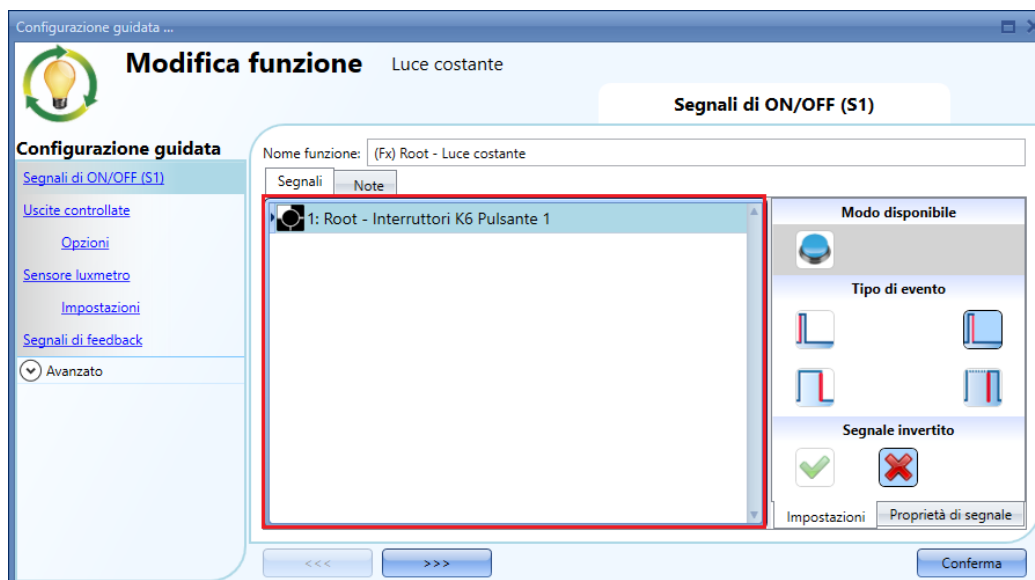 Configurazione guidata ...
Modifica funzione Luce costante
Segnali di ON/OFF (S1)
Configurazione guidata
Segnali di ON/OFF (S1)
Uscite controllate
Opzioni
Sensore luxmetro
Impostazioni
Segnali di feedback
Avanzato
Nome funzione: (Fx) Root - Luce costante
Segnali Note
1: Root - Interruttori K6 Pulsante 1
Modo disponibile
Tipo di evento
Segnale invertito
Impostazioni Proprietà di segnale
<<< >>> Conferma